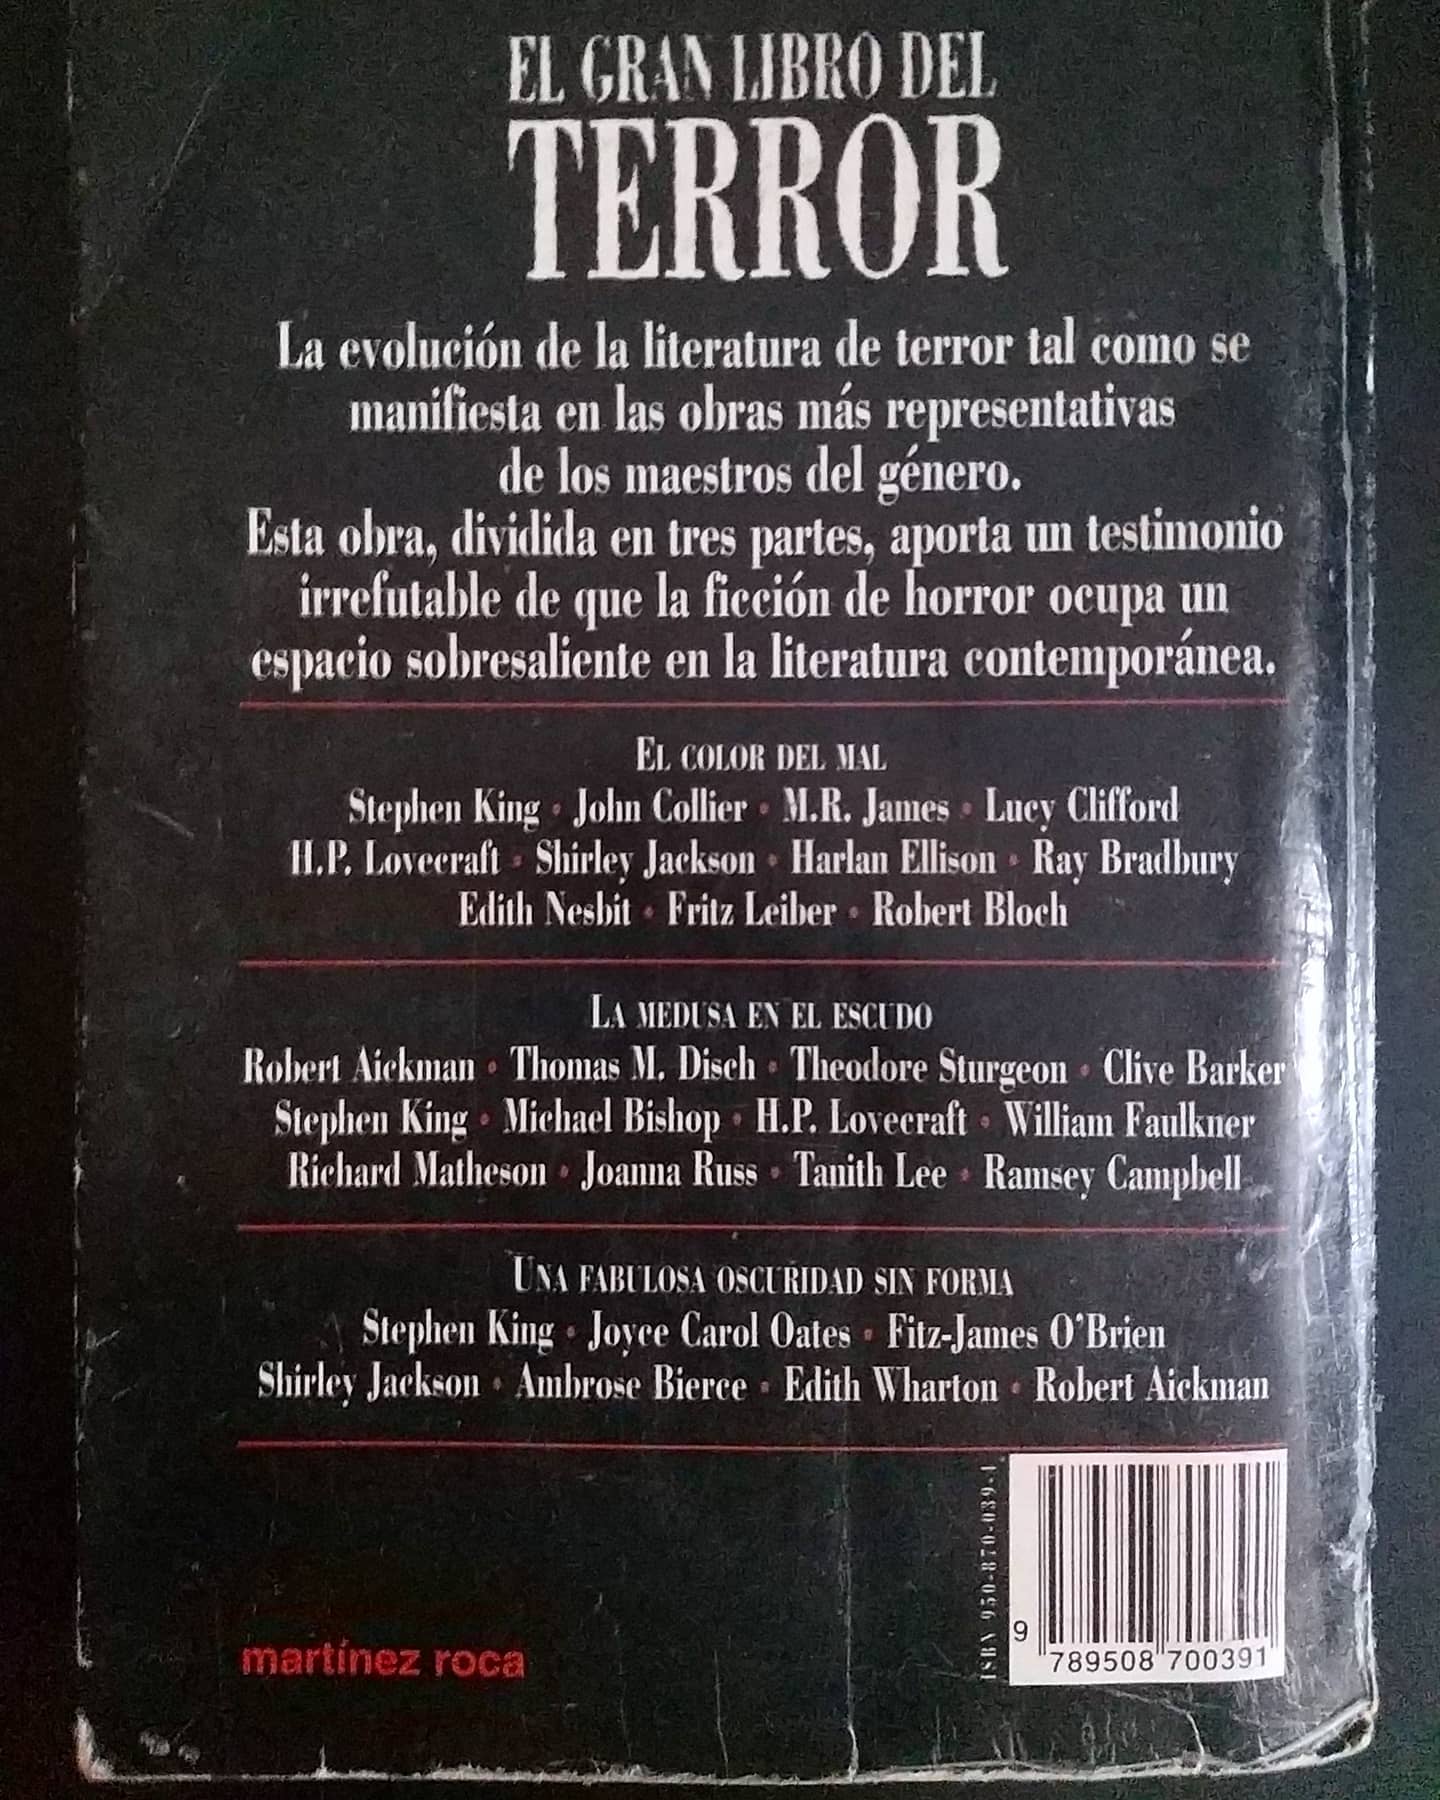 EL GRAN LIBRO DEL
TERROR
La evolución de la literatura de terror tal como se
manifiesta en las obras más representativas
de los maestros del género.
Esta obra, dividida en tres partes, aporta un testimonio
irrefutable de que la ficción de horror ocupa un
espacio sobresaliente en la literatura contemporánea.
EL COLOR DEL MAL
Stephen King • John Collier • M.R. James • Lucy Clifford
H.P. Lovecraft • Shirley Jackson • Harlan Ellison • Ray Bradbury
Edith Nesbit • Fritz Leiber • Robert Bloch
LA MEDUSA EN EL ESCUDO
Robert Aickman • Thomas M. Disch • Theodore Sturgeon • Clive Barker
Stephen King • Michael Bishop • H.P. Lovecraft • William Faulkner
Richard Matheson • Joanna Russ • Tanith Lee • Ramsey Campbell
UNA FABULOSA OSCURIDAD SIN FORMA
Stephen King • Joyce Carol Oates • Fitz-James O'Brien
Shirley Jackson • Ambrose Bierce • Edith Wharton • Robert Aickman
ISBN 950-870-039-1
9 789508 700391
martínez roca